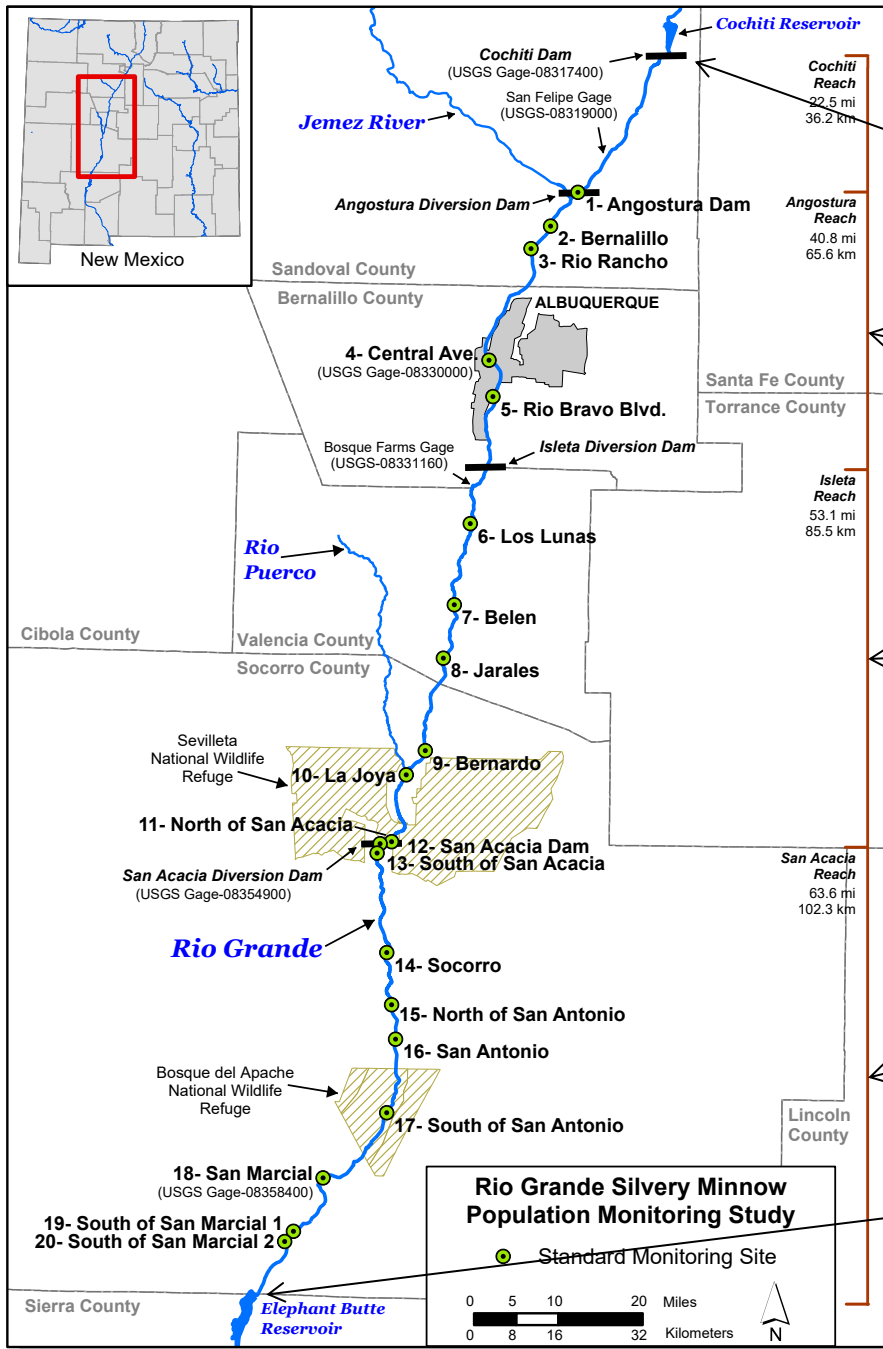 Cochiti Reservoir
Cochiti Dam
(USGS Gage-08317400)
Cochiti
Reach
22.5 mi
36.2 km
San Felipe Gage
(USGS-08319000)
Jemez River
New Mexico
Angostura Diversion Dam
1- Angostura Dam
Angostura
Reach
40.8 mi
65.6 km
2- Bernalillo
3- Rio Rancho
Sandoval County
Bernalillo County
ALBUQUERQUE
4- Central Ave.
(USGS Gage-08330000)
Santa Fe County
Torrance County
5- Rio Bravo Blvd.
Isleta Diversion Dam
Bosque Farms Gage
(USGS-08331160)
Isleta
Reach
53.1 mi
85.5 km
6- Los Lunas
Rio
Puerco
7- Belen
Cibola County
Valencia County
Socorro County
8- Jarales
Sevilleta
National Wildlife
Refuge
9- Bernardo
10- La Joya
11- North of San Acacia
12- San Acacia Dam
13- South of San Acacia
San Acacia Diversion Dam
(USGS Gage-08354900)
San Acacia
Reach
63.6 mi
102.3 km
Rio Grande
14- Socorro
15- North of San Antonio
16- San Antonio
Bosque del Apache
National Wildlife
Refuge
17- South of San Antonio
Lincoln
County
18- San Marcial
(USGS Gage-08358400)
19- South of San Marcial 1
20- South of San Marcial 2
Sierra County
Elephant Butte
Reservoir
Rio Grande Silvery Minnow
Population Monitoring Study
Standard Monitoring Site
0 5 10 20 Miles
0 8 16 32 Kilometers
N